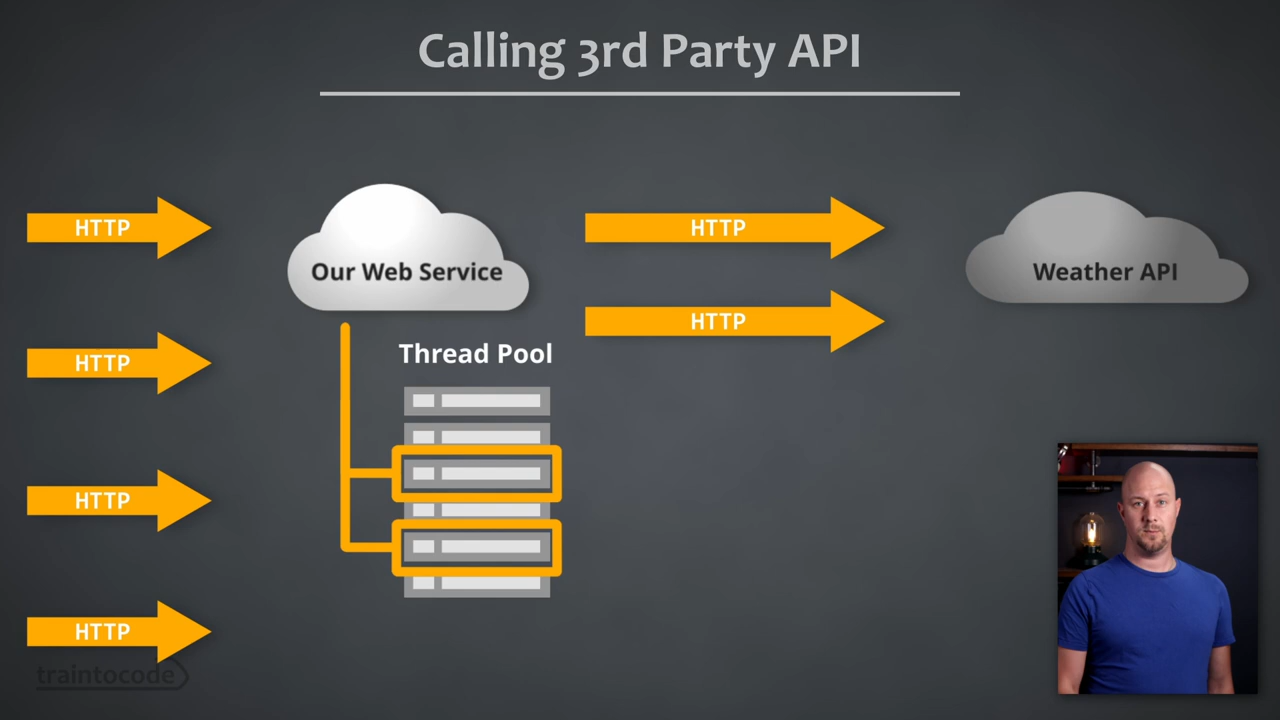 Calling 3rd Party API
HTTP
Our Web Service
HTTP
Weather API
HTTP
Thread Pool
HTTP
HTTP
HTTP
traintocode